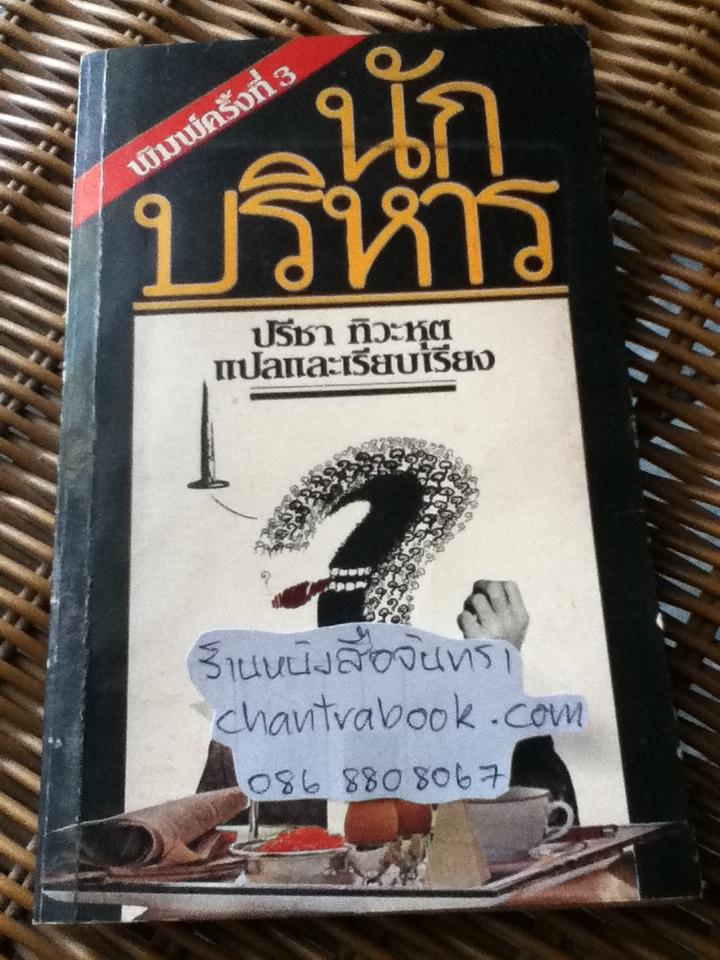 พิมพ์ครั้งที่ 3
นัก
บริหาร
ปรีชา ทิวะหุต
แปลและเรียบเรียง
ร้านหนังสือจันทรา
chantrabook.com
086 8808067